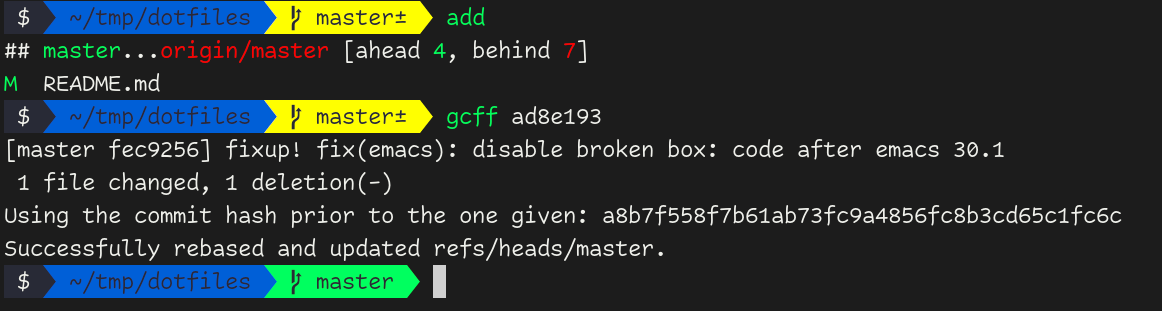 $ ~/tmp/dotfiles master± add
## master...origin/master [ahead 4, behind 7]
M README.md
$ ~/tmp/dotfiles master± gcff ad8e193
[master fec9256] fixup! fix(emacs): disable broken box: code after emacs 30.1
1 file changed, 1 deletion(-)
Using the commit hash prior to the one given: a8b7f558f7b61ab73fc9a4856fc8b3cd65c1fc6c
Successfully rebased and updated refs/heads/master.
$ ~/tmp/dotfiles master